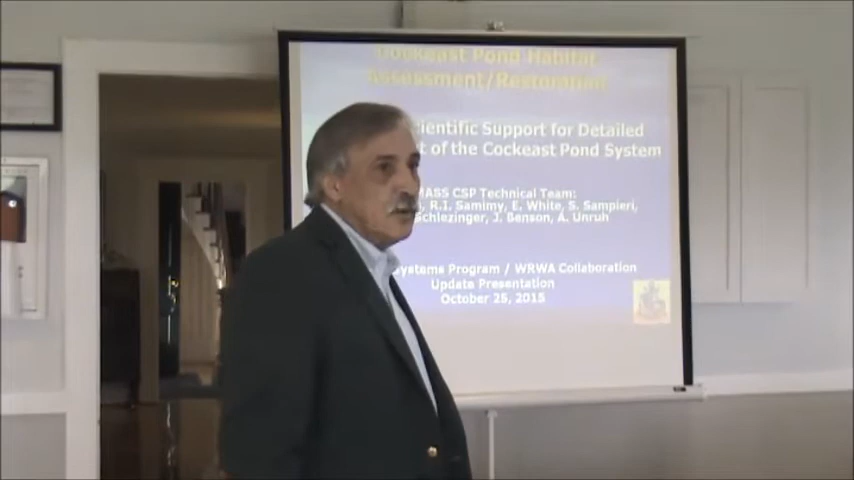 Cockeast Pond Habitat
Assessment/Restoration
Scientific Support for Detailed
of the Cockeast Pond System
MASS CSP Technical Team:
R.I. Samimy, E. White, S. Sampieri,
Schlezinger, J. Benson, A. Unruh
Systems Program / WRWA Collaboration
Update Presentation
October 25, 2015